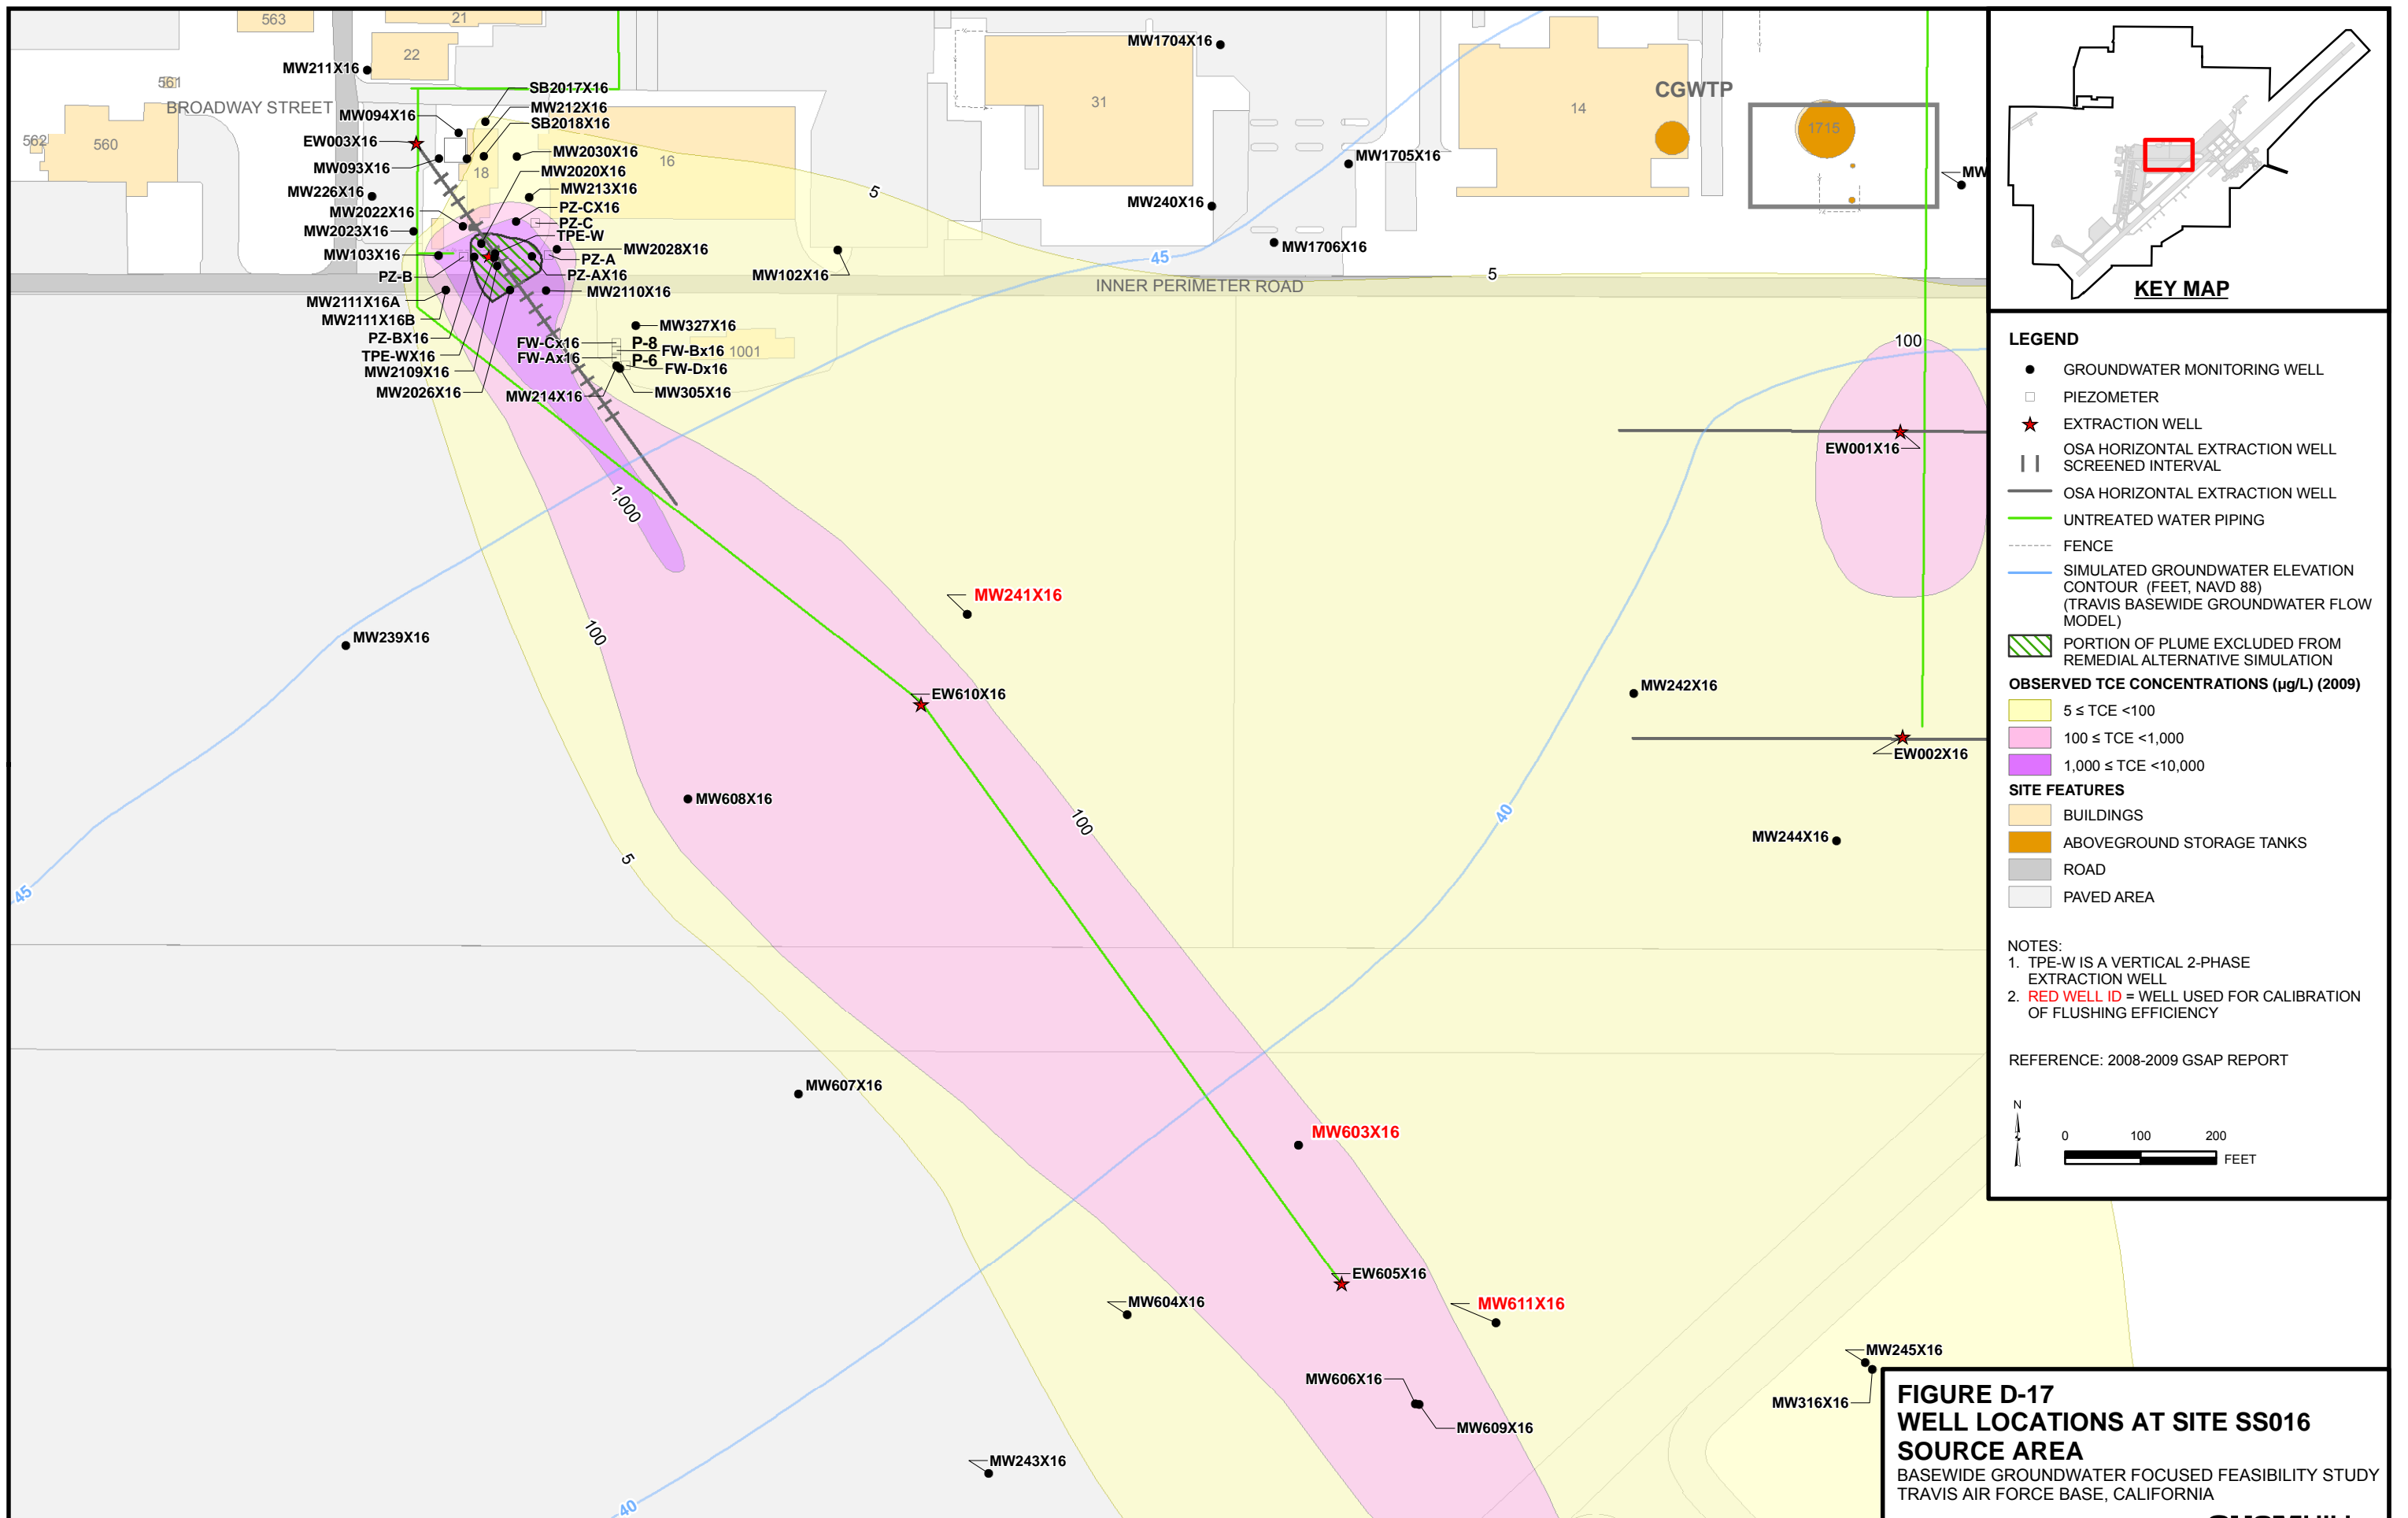 563
21
22
MW211X16
561
BROADWAY STREET
562
560
MW094X16
EW003X16
MW093X16
MW226X16
MW2022X16
MW2023X16
MW103X16
PZ-B
MW2111X16A
MW2111X16B
PZ-BX16
TPE-WX16
MW2109X16
MW2026X16
SB2017X16
MW212X16
SB2018X16
MW2030X16
MW2020X16
MW213X16
PZ-CX16
PZ-C
TPE-W
MW2028X16
PZ-A
PZ-AX16
MW2110X16
18
16
5
MW102X16
MW327X16
FW-Cx16
P-8
FW-Bx16
1001
FW-Ax16
P-6
FW-Dx16
MW214X16
MW305X16
31
MW1704X16
MW1705X16
MW240X16
MW1706X16
45
INNER PERIMETER ROAD
5
14
CGWTP
1715
MW
100
EW001X16
1,000
MW241X16
100
MW239X16
EW610X16
MW242X16
EW002X16
MW608X16
100
40
MW244X16
5
45
MW607X16
MW603X16
EW605X16
MW604X16
MW611X16
MW606X16
MW609X16
MW245X16
MW316X16
MW243X16
40
KEY MAP
LEGEND
GROUNDWATER MONITORING WELL
PIEZOMETER
EXTRACTION WELL
OSA HORIZONTAL EXTRACTION WELL
SCREENED INTERVAL
OSA HORIZONTAL EXTRACTION WELL
UNTREATED WATER PIPING
FENCE
SIMULATED GROUNDWATER ELEVATION
CONTOUR (FEET, NAVD 88)
(TRAVIS BASEWIDE GROUNDWATER FLOW
MODEL)
PORTION OF PLUME EXCLUDED FROM
REMEDIAL ALTERNATIVE SIMULATION
OBSERVED TCE CONCENTRATIONS (µg/L) (2009)
5 ≤ TCE <100
100 ≤ TCE <1,000
1,000 ≤ TCE <10,000
SITE FEATURES
BUILDINGS
ABOVEGROUND STORAGE TANKS
ROAD
PAVED AREA
NOTES:
1. TPE-W IS A VERTICAL 2-PHASE
EXTRACTION WELL
2. RED WELL ID = WELL USED FOR CALIBRATION
OF FLUSHING EFFICIENCY
REFERENCE: 2008-2009 GSAP REPORT
N
0 100 200
FEET
FIGURE D-17
WELL LOCATIONS AT SITE SS016
SOURCE AREA
BASEWIDE GROUNDWATER FOCUSED FEASIBILITY STUDY
TRAVIS AIR FORCE BASE, CALIFORNIA